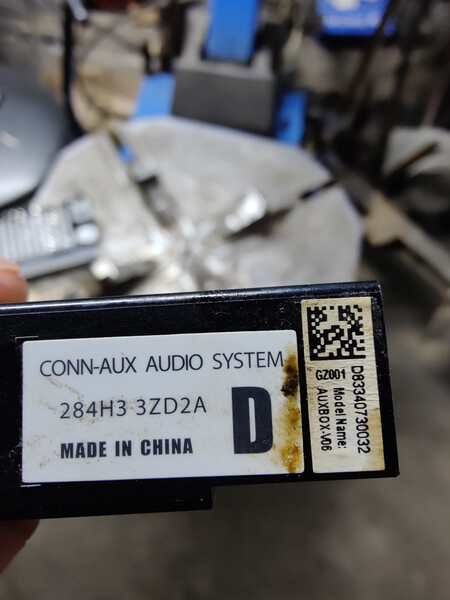 CONN-AUX AUDIO SYSTEM
284H3 3ZD2A
D
MADE IN CHINA
GZ001
D83340730032
Model Name:
AUXBOX-V06